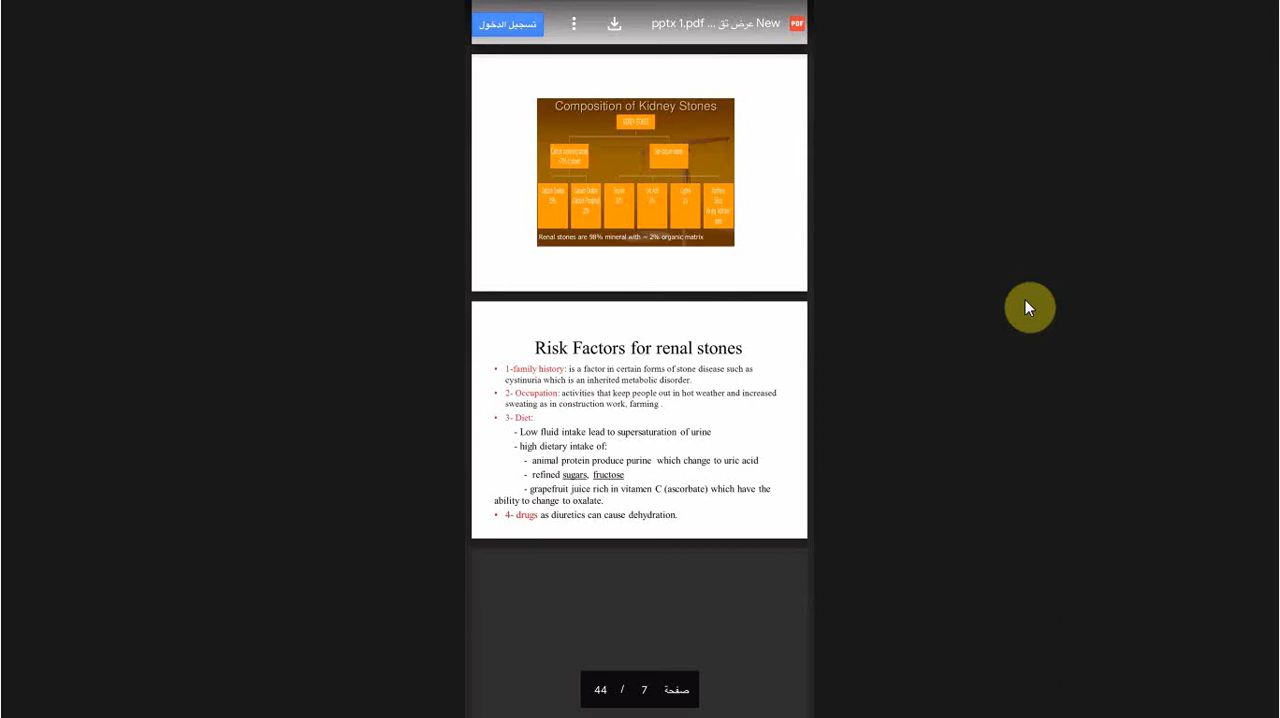 تسجيل الدخول
New عرض تق ... pptx 1.pdf
PDF
Composition of Kidney Stones
Renal stones are 98% mineral with ~ 2% organic matrix
Risk Factors for renal stones
• 1-family history: is a factor in certain forms of stone disease such as
cystinuria which is an inherited metabolic disorder.
• 2- Occupation: activities that keep people out in hot weather and increased
sweating as in construction work, farming .
• 3- Diet:
- Low fluid intake lead to supersaturation of urine
- high dietary intake of:
- animal protein produce purine which change to uric acid
- refined sugars, fructose
- grapefruit juice rich in vitamen C (ascorbate) which have the
ability to change to oxalate.
• 4- drugs as diuretics can cause dehydration.
صفحة 7 / 44